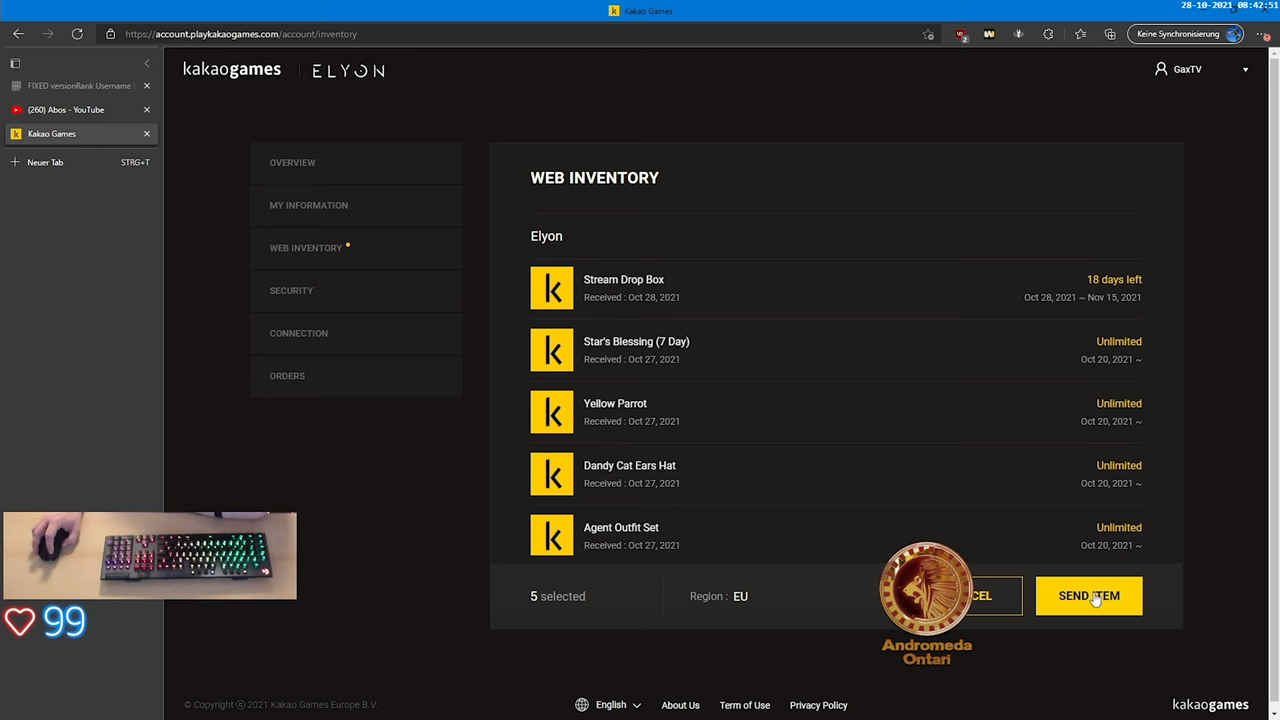 Kakao Games
28-10-2021 08:42:51
https://account.playkakaogames.com/account/inventory
2
Keine Synchronisierung
FIXED versionRank Username
(260) Abos - YouTube
Kakao Games
Neuer Tab STRG+T
kakaogames ELYON
GaxTV
OVERVIEW
MY INFORMATION
WEB INVENTORY
SECURITY
CONNECTION
ORDERS
WEB INVENTORY
Elyon
Stream Drop Box 18 days left
Received : Oct 28, 2021 Oct 28, 2021 ~ Nov 15, 2021
Star's Blessing (7 Day) Unlimited
Received : Oct 27, 2021 Oct 20, 2021 ~
Yellow Parrot Unlimited
Received : Oct 27, 2021 Oct 20, 2021 ~
Dandy Cat Ears Hat Unlimited
Received : Oct 27, 2021 Oct 20, 2021 ~
Agent Outfit Set Unlimited
Received : Oct 27, 2021 Oct 20, 2021 ~
5 selected Region : EU CEL SEND ITEM
99
Andromeda
Ontari
© Copyright ⓒ 2021 Kakao Games Europe B.V. English About Us Term of Use Privacy Policy kakaogames